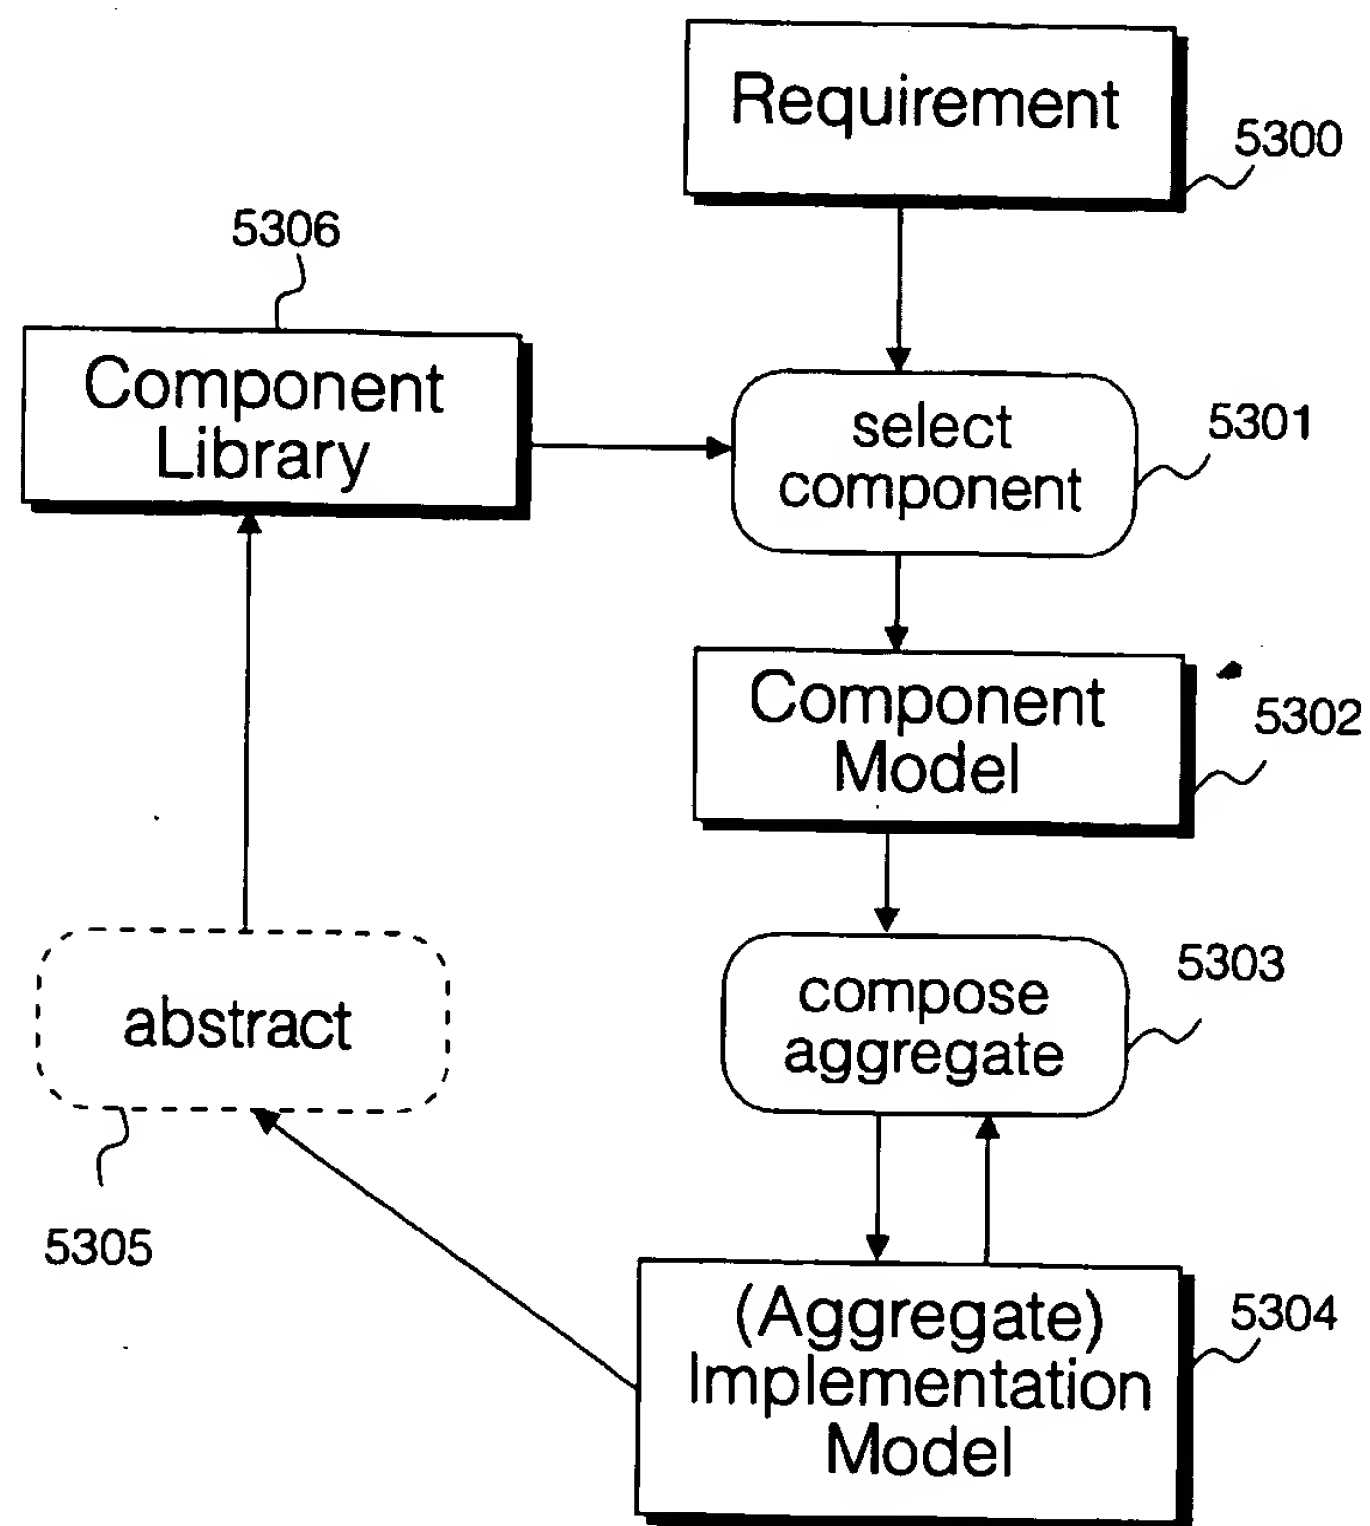 Requirement
5300
5306
Component
Library
select
component
5301
Component
Model
5302
compose
aggregate
5303
abstract
5305
(Aggregate)
Implementation
Model
5304